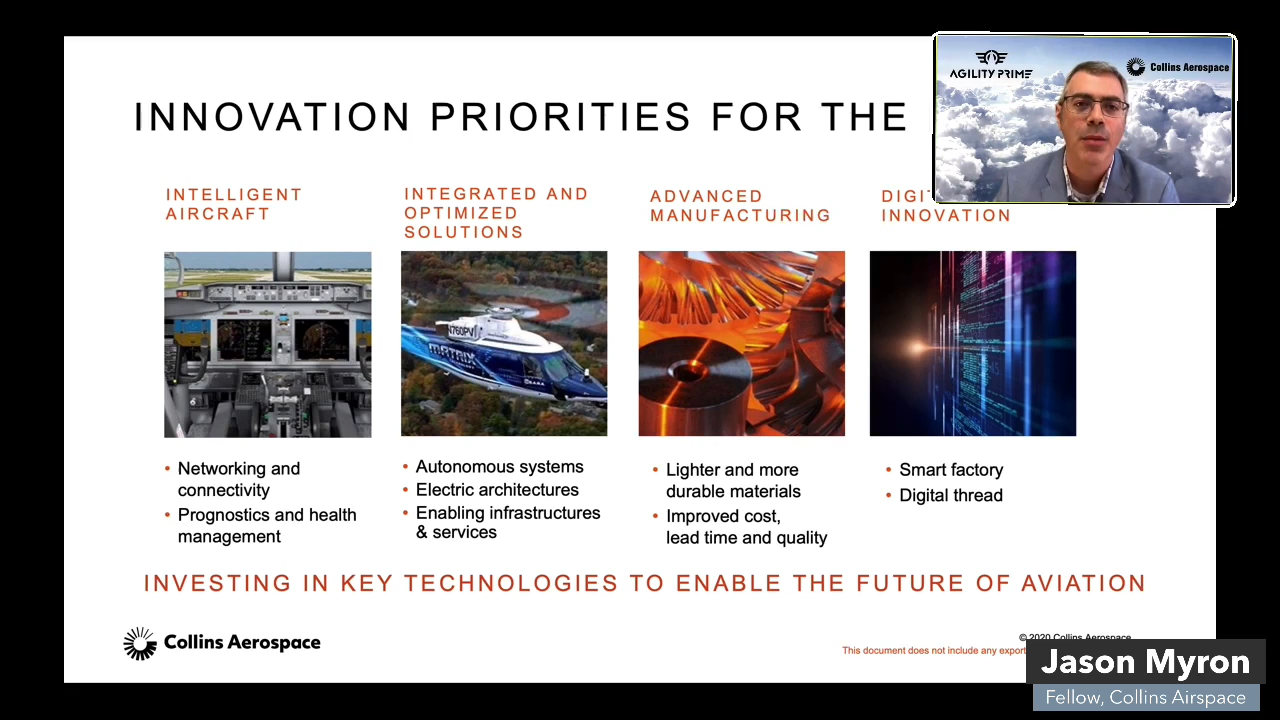 INNOVATION PRIORITIES FOR THE
AGILITY PRIME
Collins Aerospace
INTELLIGENT
AIRCRAFT
INTEGRATED AND
OPTIMIZED
SOLUTIONS
ADVANCED
MANUFACTURING
INNOVATION
N760PV
MATRIX
• Networking and
connectivity
• Prognostics and health
management
• Autonomous systems
• Electric architectures
• Enabling infrastructures
& services
• Lighter and more
durable materials
• Improved cost,
lead time and quality
• Smart factory
• Digital thread
INVESTING IN KEY TECHNOLOGIES TO ENABLE THE FUTURE OF AVIATION
Collins Aerospace
© 2020 Collins Aerospace
This document does not include any export
Jason Myron
Fellow, Collins Airspace